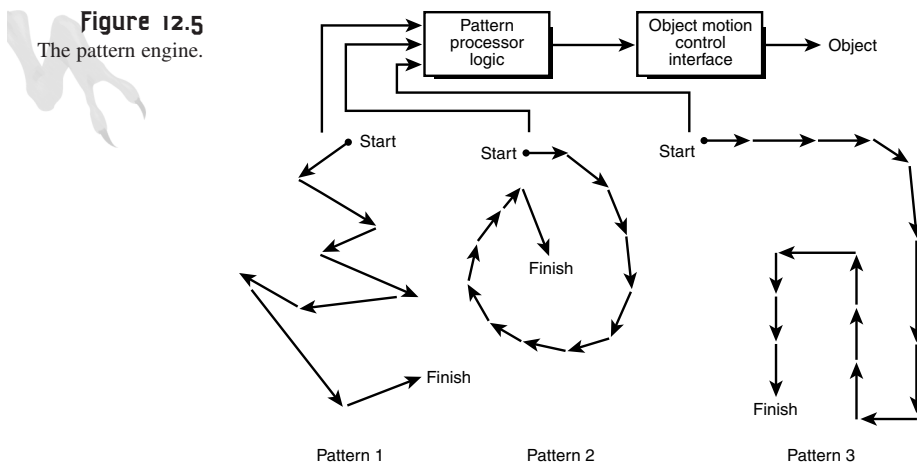 Figure 12.5
The pattern engine.
Pattern
processor
logic
Object motion
control
interface
Object
Start
Start
Start
Finish
Finish
Finish
Pattern 1
Pattern 2
Pattern 3